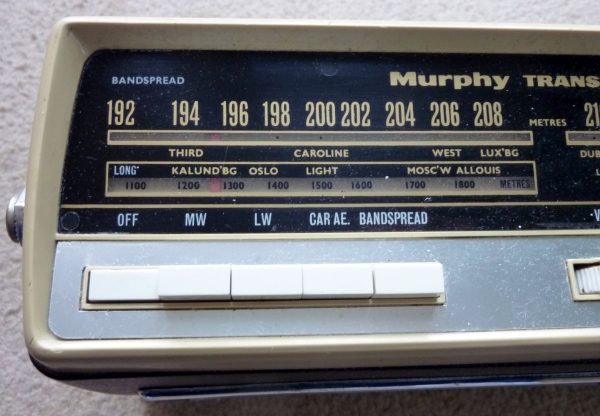 BANDSPREAD Murphy
192 194 196 198 200 202 204 206 208
METRES
THIRD CAROLINE WEST LUX'BG
LONG KALUND'BG OSLO LIGHT MOSC'W ALLOUIS
1100 1200 1300 1400 1500 1600 1700 1800 METRES
OFF MW LW CAR AE. BANDSPREAD